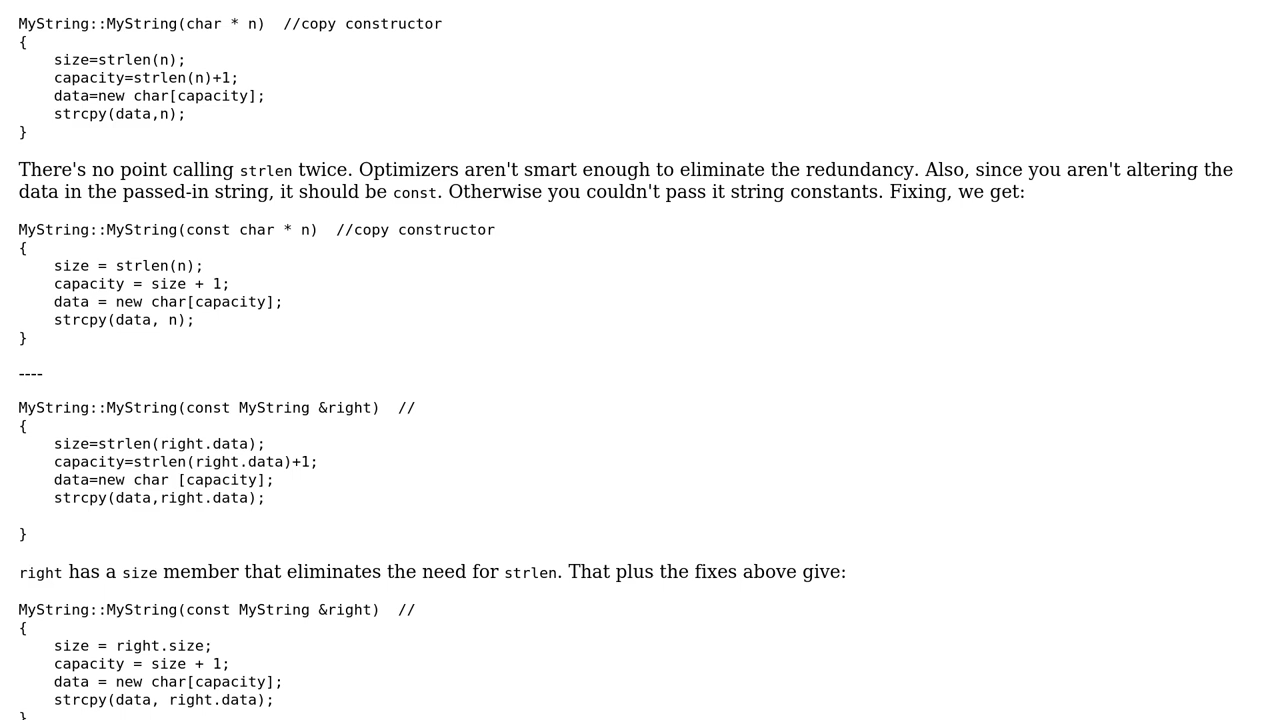 MyString::MyString(char * n)  //copy constructor
{
    size=strlen(n);
    capacity=strlen(n)+1;
    data=new char[capacity];
    strcpy(data,n);
}
There's no point calling strlen twice. Optimizers aren't smart enough to eliminate the redundancy. Also, since you aren't altering the
data in the passed-in string, it should be const. Otherwise you couldn't pass it string constants. Fixing, we get:
MyString::MyString(const char * n)  //copy constructor
{
    size = strlen(n);
    capacity = size + 1;
    data = new char[capacity];
    strcpy(data, n);
}
----
MyString::MyString(const MyString &right)  //
{
    size=strlen(right.data);
    capacity=strlen(right.data)+1;
    data=new char [capacity];
    strcpy(data,right.data);
}
right has a size member that eliminates the need for strlen. That plus the fixes above give:
MyString::MyString(const MyString &right)  //
{
    size = right.size;
    capacity = size + 1;
    data = new char[capacity];
    strcpy(data, right.data);
}